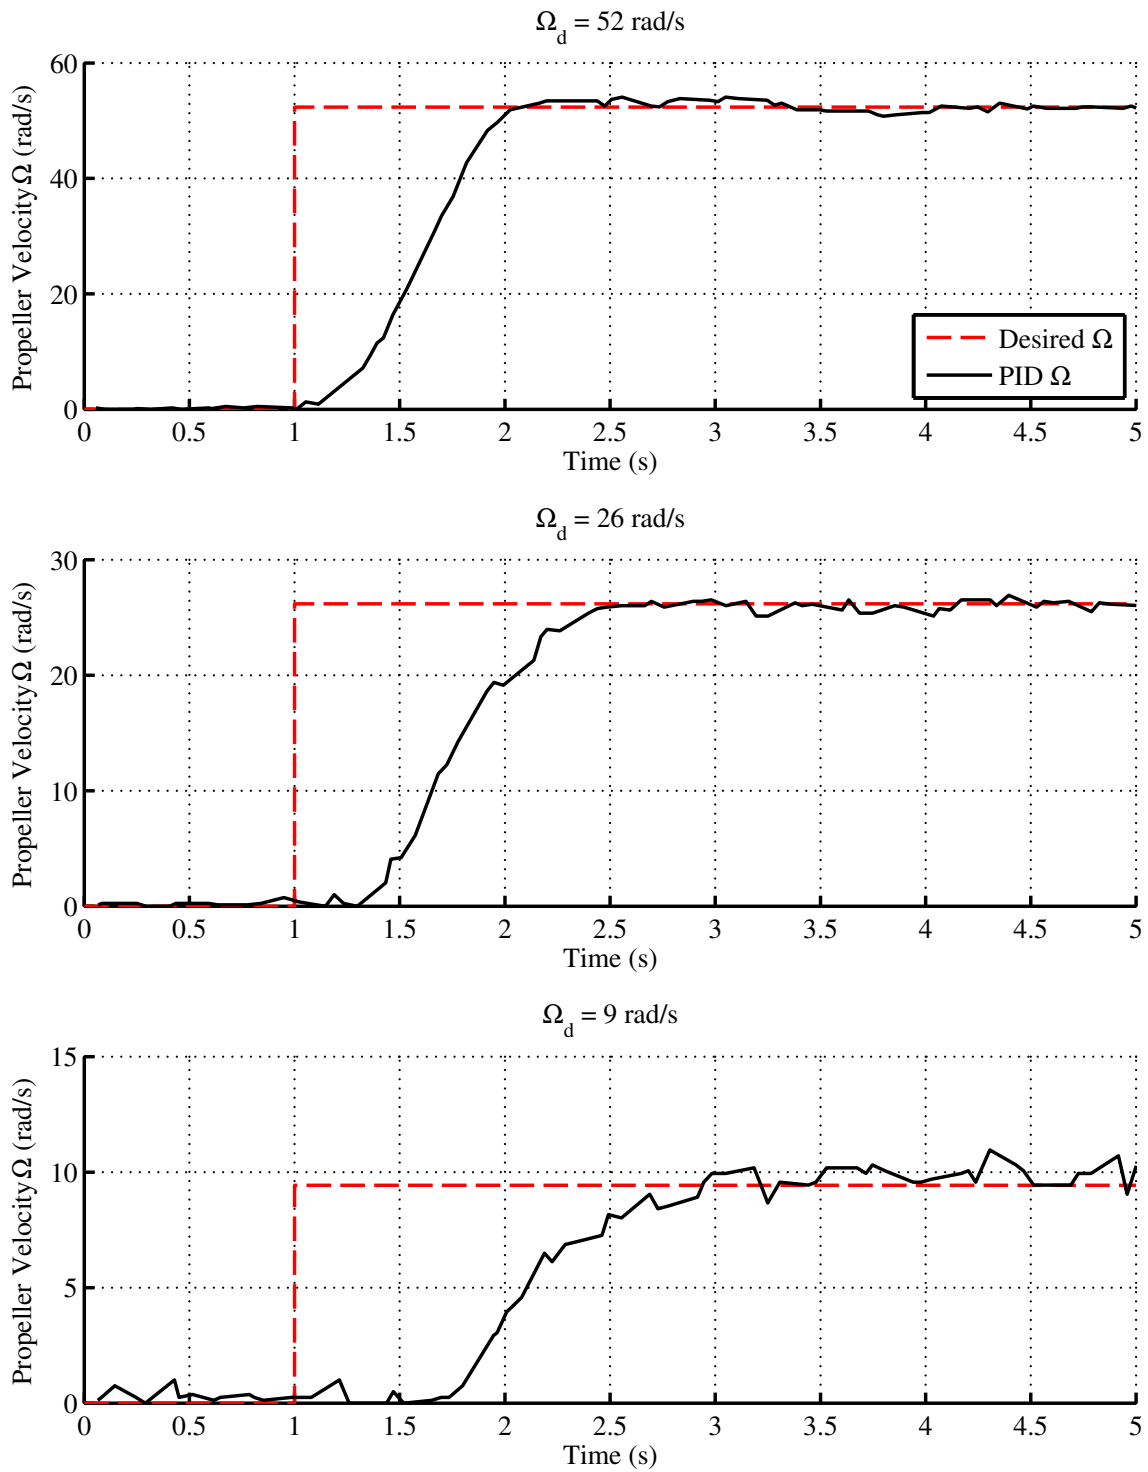 Ω_d = 52 rad/s
Propeller Velocity Ω (rad/s)
60
40
20
0
Desired Ω
PID Ω
0 0.5 1 1.5 2 2.5 3 3.5 4 4.5 5
Time (s)
Ω_d = 26 rad/s
Propeller Velocity Ω (rad/s)
30
20
10
0
0 0.5 1 1.5 2 2.5 3 3.5 4 4.5 5
Time (s)
Ω_d = 9 rad/s
Propeller Velocity Ω (rad/s)
15
10
5
0
0 0.5 1 1.5 2 2.5 3 3.5 4 4.5 5
Time (s)